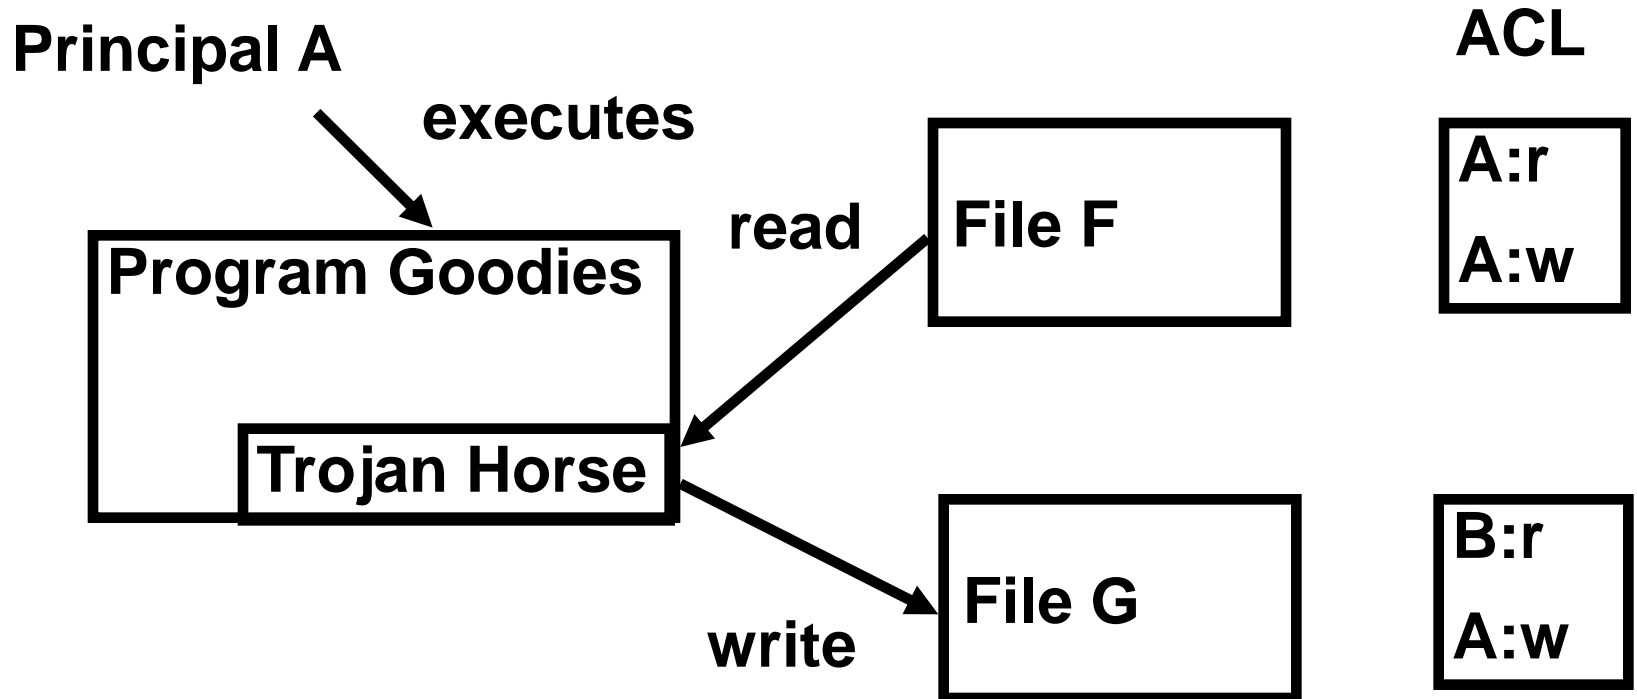 Principal A
executes
ACL
Program Goodies
Trojan Horse
read
File F
A:r
A:w
write
File G
B:r
A:w